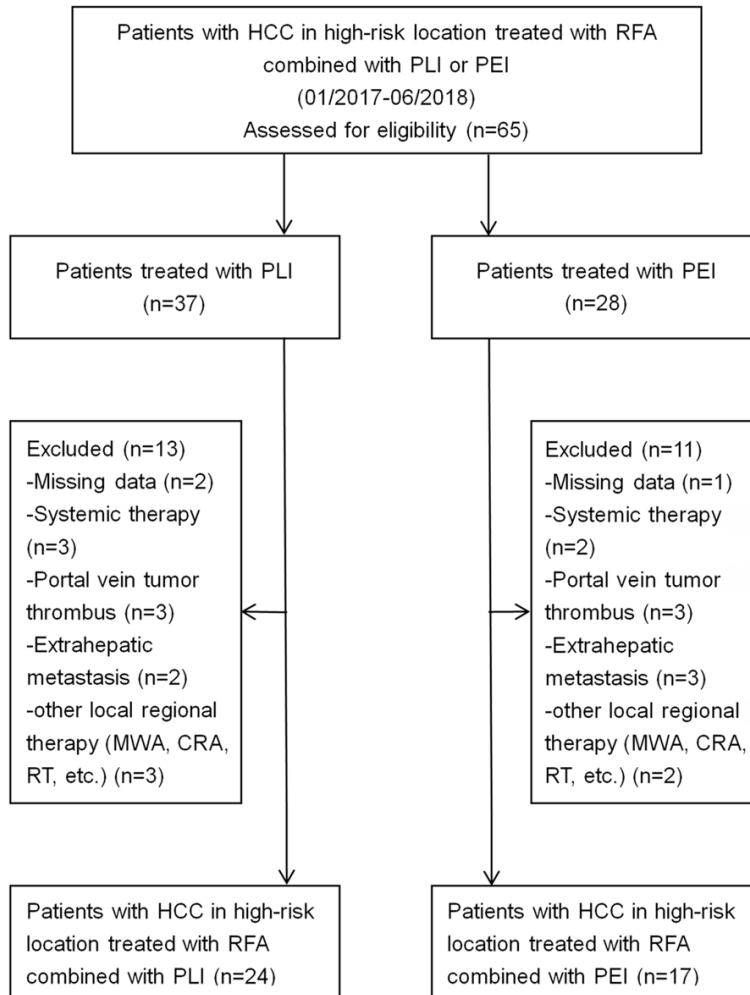 Patients with HCC in high-risk location treated with RFA
combined with PLI or PEI
(01/2017-06/2018)
Assessed for eligibility (n=65)
Patients treated with PLI
(n=37)
Patients treated with PEI
(n=28)
Excluded (n=13)
-Missing data (n=2)
-Systemic therapy
(n=3)
-Portal vein tumor
thrombus (n=3)
-Extrahepatic
metastasis (n=2)
-other local regional
therapy (MWA, CRA,
RT, etc.) (n=3)
Excluded (n=11)
-Missing data (n=1)
-Systemic therapy
(n=2)
-Portal vein tumor
thrombus (n=3)
-Extrahepatic
metastasis (n=3)
-other local regional
therapy (MWA, CRA,
RT, etc.) (n=2)
Patients with HCC in high-risk
location treated with RFA
combined with PLI (n=24)
Patients with HCC in high-risk
location treated with RFA
combined with PEI (n=17)